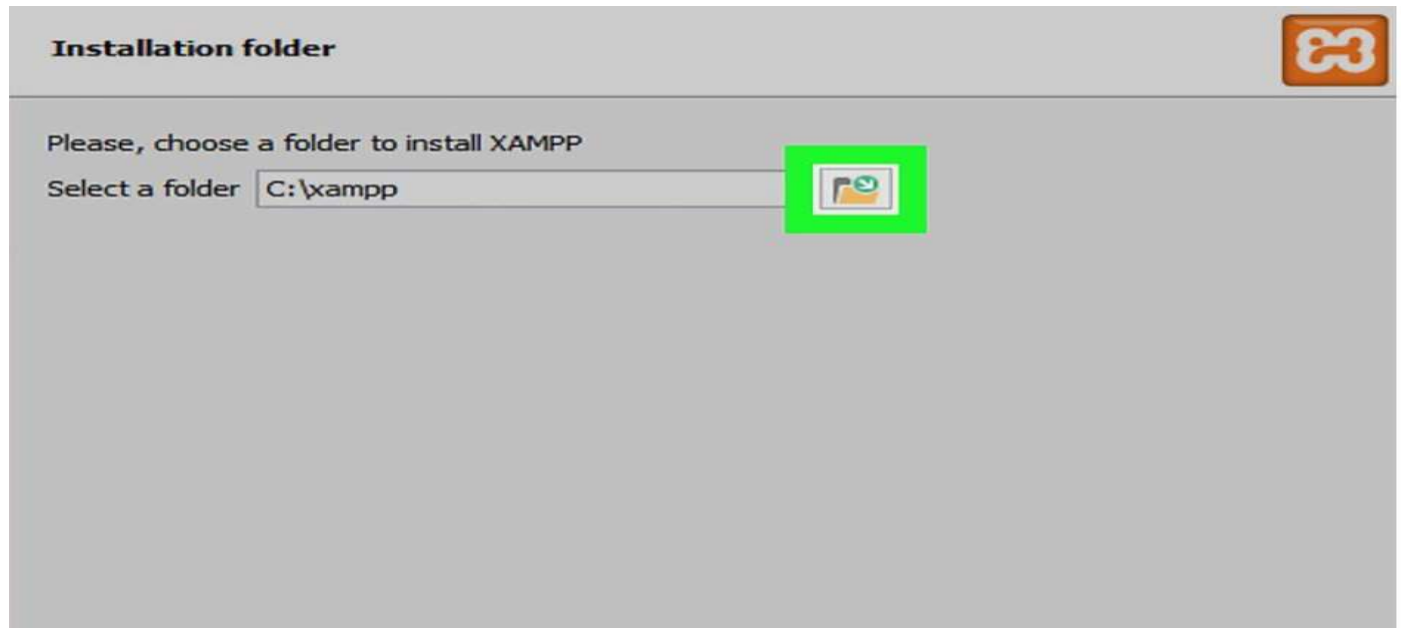 Installation folder
Please, choose a folder to install XAMPP
Select a folder C:\xampp